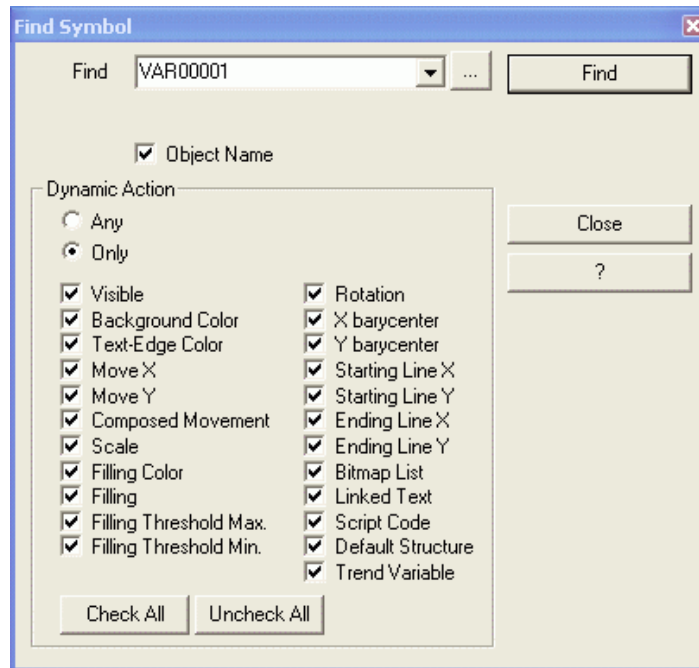 Find Symbol
Find VAR00001 ... Find
Object Name
Dynamic Action
Any
Close
Only
?
Visible Rotation
Background Color X barycenter
Text-Edge Color Y barycenter
Move X Starting Line X
Move Y Starting Line Y
Composed Movement Ending Line X
Scale Ending Line Y
Filling Color Bitmap List
Filling Linked Text
Filling Threshold Max. Script Code
Filling Threshold Min. Default Structure
Trend Variable
Check All Uncheck All